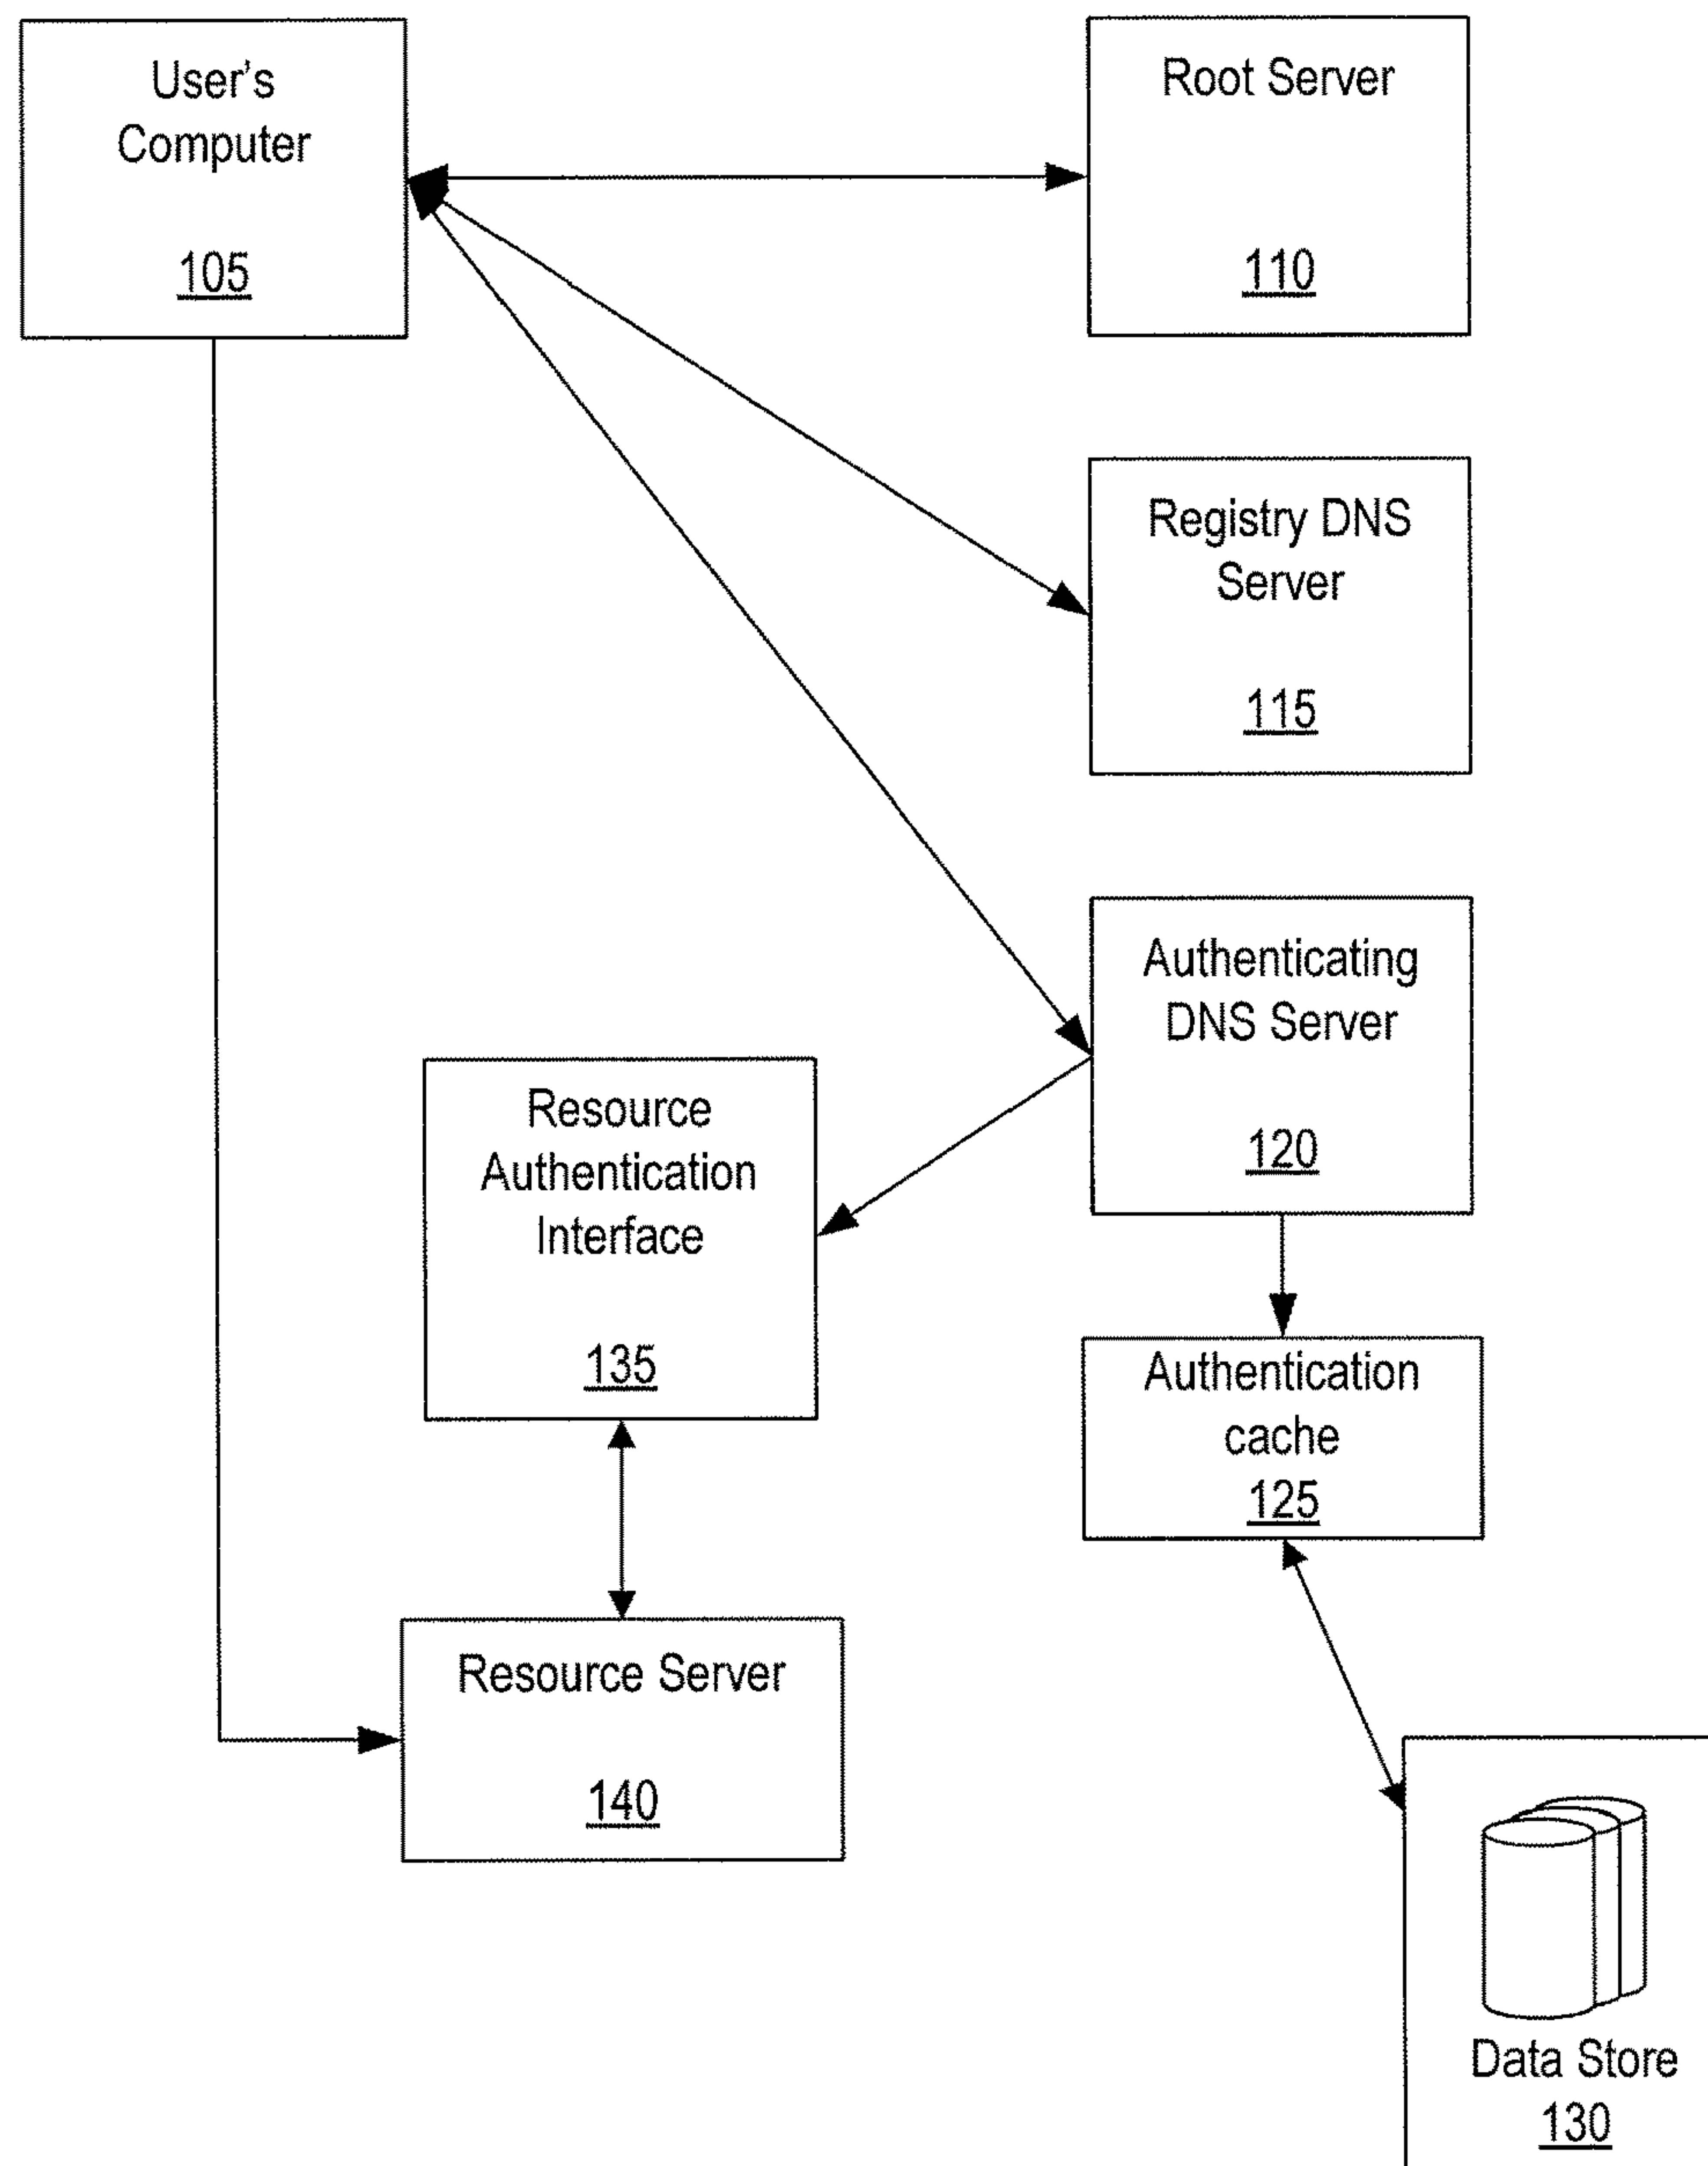 User's
Computer
105
Root Server
110
Registry DNS
Server
115
Authenticating
DNS Server
120
Resource
Authentication
Interface
135
Authentication
cache
125
Resource Server
140
Data Store
130